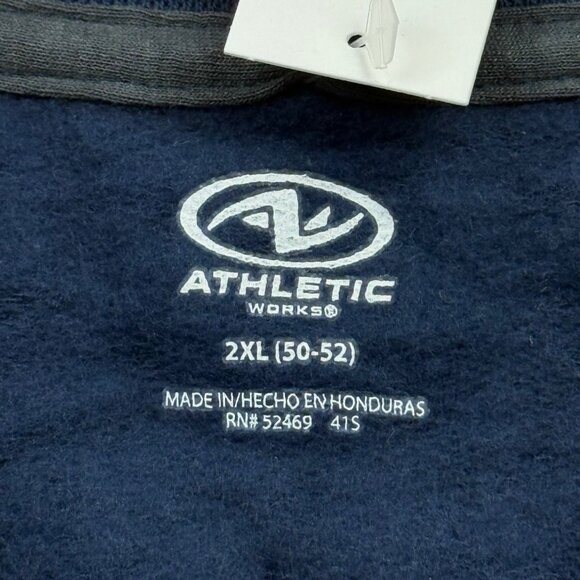 ATHLETIC
WORKS®
2XL (50-52)
MADE IN/HECHO EN HONDURAS
RN# 52469 41S